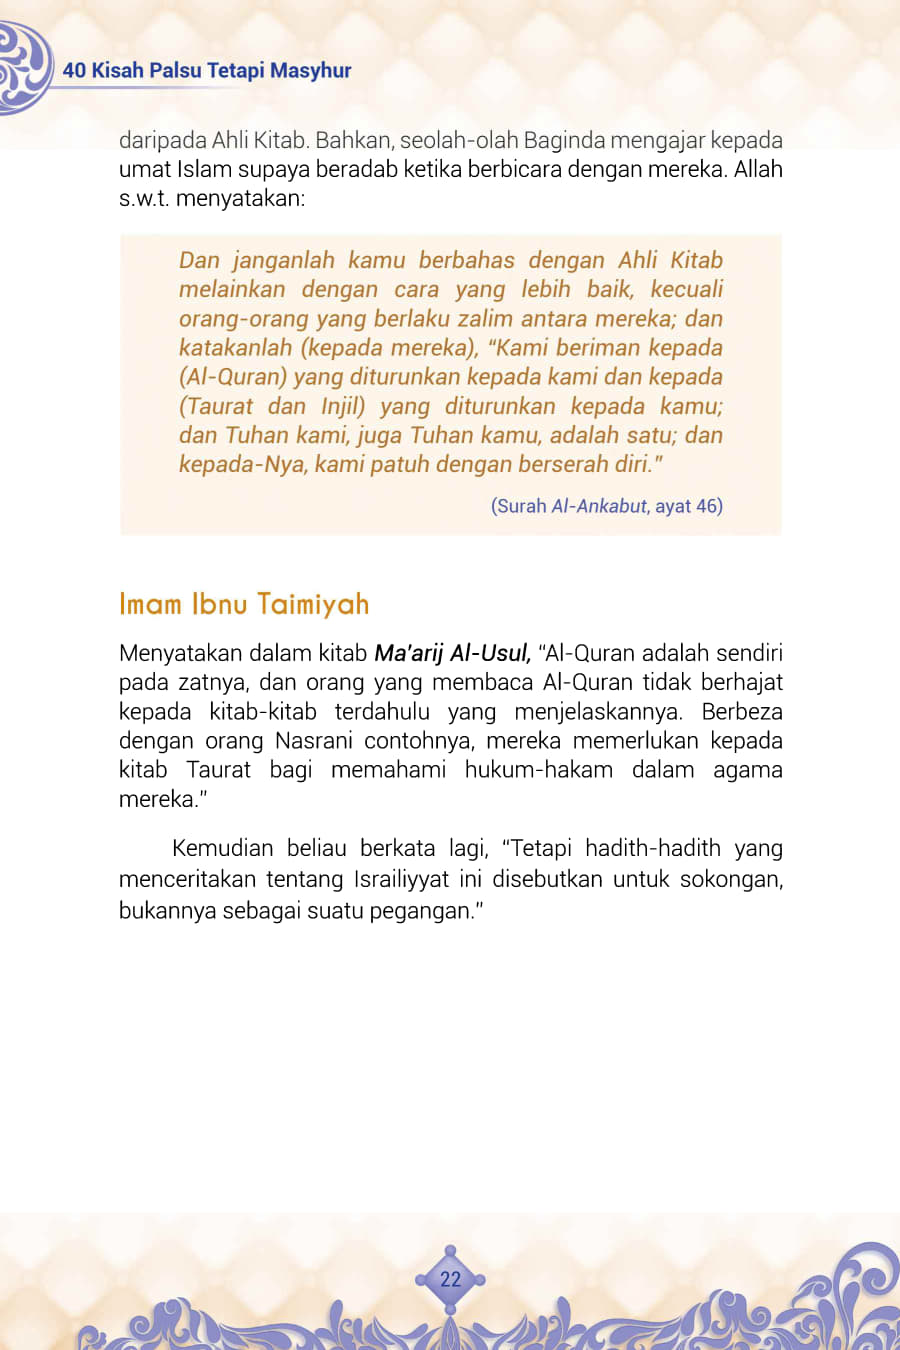 40 Kisah Palsu Tetapi Masyhur
daripada Ahli Kitab. Bahkan, seolah-olah Baginda mengajar kepada
umat Islam supaya beradab ketika berbicara dengan mereka. Allah
s.w.t. menyatakan:
Dan janganlah kamu berbahas dengan Ahli Kitab
melainkan dengan cara yang lebih baik, kecuali
orang-orang yang berlaku zalim antara mereka; dan
katakanlah (kepada mereka), “Kami beriman kepada
(Al-Quran) yang diturunkan kepada kami dan kepada
(Taurat dan Injil) yang diturunkan kepada kamu;
dan Tuhan kami, juga Tuhan kamu, adalah satu; dan
kepada-Nya, kami patuh dengan berserah diri.”
(Surah Al-Ankabut, ayat 46)
Imam Ibnu Taimiyah
Menyatakan dalam kitab Ma’arij Al-Usul, “Al-Quran adalah sendiri
pada zatnya, dan orang yang membaca Al-Quran tidak berhajat
kepada kitab-kitab terdahulu yang menjelaskannya. Berbeza
dengan orang Nasrani contohnya, mereka memerlukan kepada
kitab Taurat bagi memahami hukum-hakam dalam agama
mereka.”
Kemudian beliau berkata lagi, “Tetapi hadith-hadith yang
menceritakan tentang Israiliyyat ini disebutkan untuk sokongan,
bukannya sebagai suatu pegangan.”
22